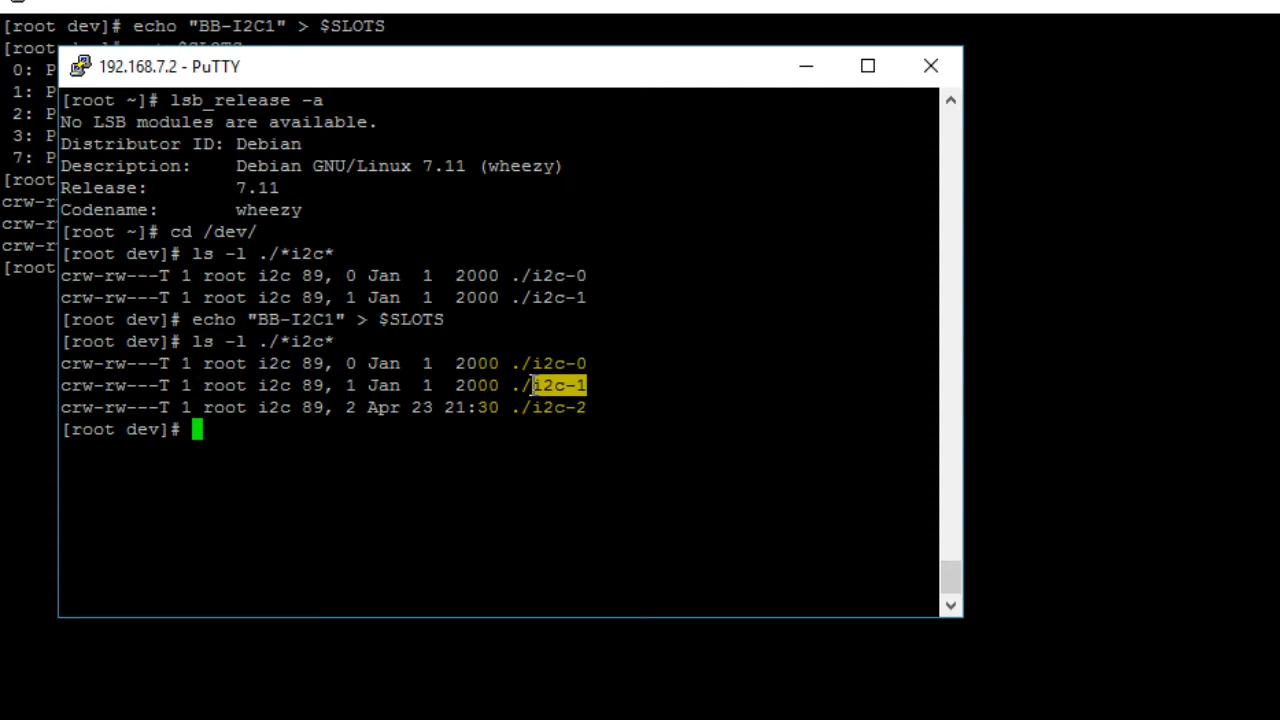 [root dev]# echo "BB-I2C1" > $SLOTS
[root
0: P
1: P
2: P
3: P
7: P
[root
crw-r
crw-r
crw-r
[root
192.168.7.2 - PuTTY
[root ~]# lsb_release -a
No LSB modules are available.
Distributor ID: Debian
Description:    Debian GNU/Linux 7.11 (wheezy)
Release:        7.11
Codename:       wheezy
[root ~]# cd /dev/
[root dev]# ls -l ./*i2c*
crw-rw---T 1 root i2c 89, 0 Jan  1  2000 ./i2c-0
crw-rw---T 1 root i2c 89, 1 Jan  1  2000 ./i2c-1
[root dev]# echo "BB-I2C1" > $SLOTS
[root dev]# ls -l ./*i2c*
crw-rw---T 1 root i2c 89, 0 Jan  1  2000 ./i2c-0
crw-rw---T 1 root i2c 89, 1 Jan  1  2000 ./i2c-1
crw-rw---T 1 root i2c 89, 2 Apr 23 21:30 ./i2c-2
[root dev]#